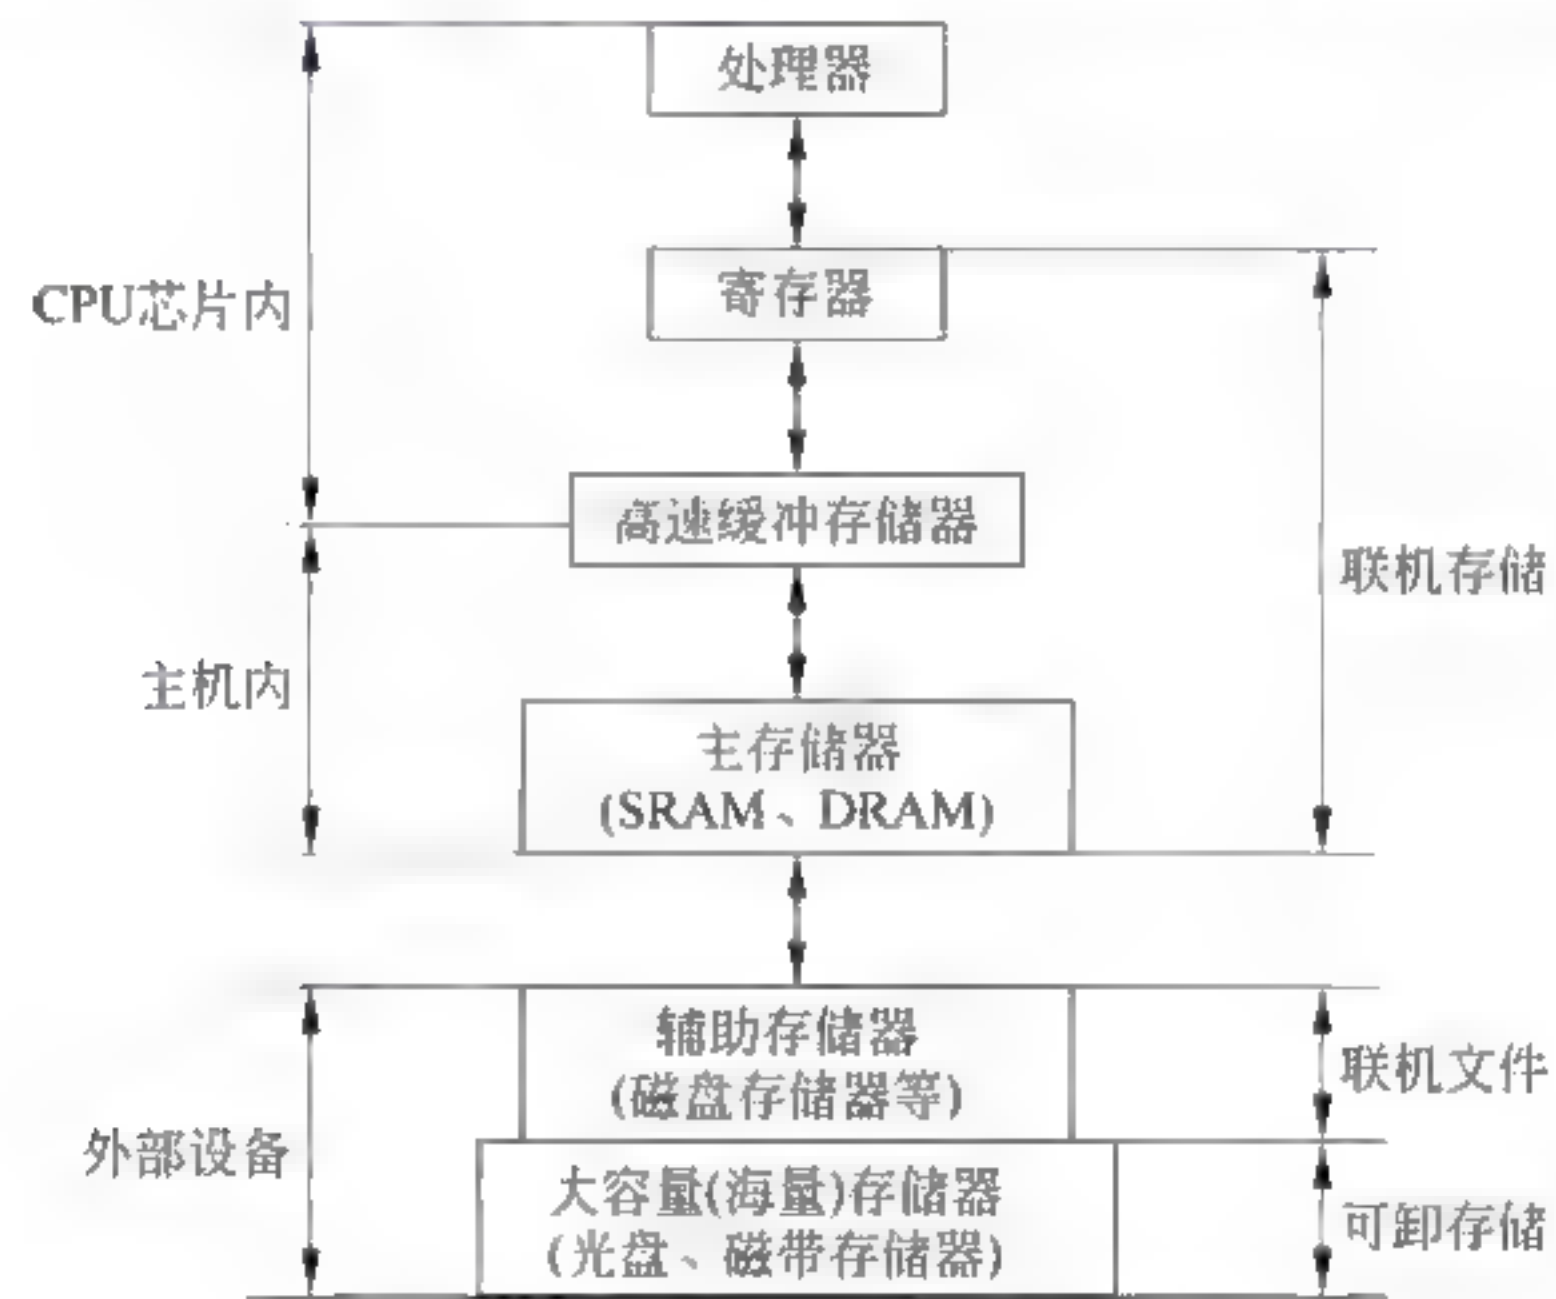 处理器
寄存器
CPU芯片内
高速缓冲存储器
联机存储
主机内
主存储器
(SRAM、DRAM)
辅助存储器
(磁盘存储器等)
联机文件
外部设备
大容量(海量)存储器
(光盘、磁带存储器)
可卸存储